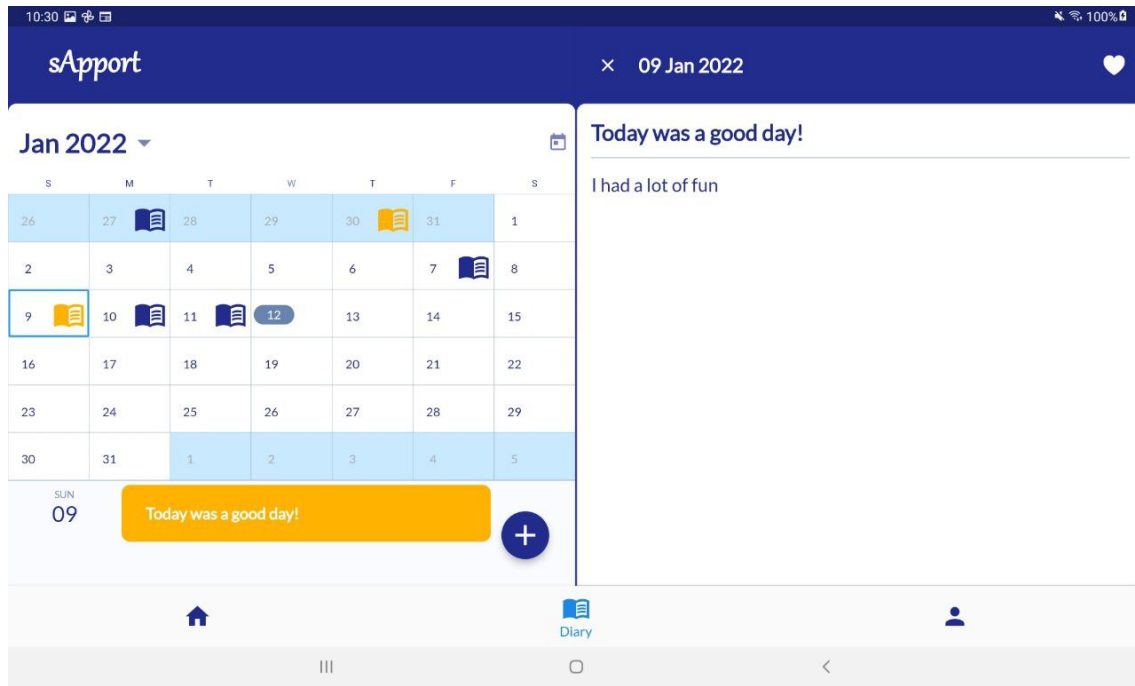 10:30 100%
sApport
× 09 Jan 2022
Jan 2022
S M T W T F S
26 27 28 29 30 31 1
2 3 4 5 6 7 8
9 10 11 12 13 14 15
16 17 18 19 20 21 22
23 24 25 26 27 28 29
30 31 1 2 3 4 5
SUN
09
Today was a good day!
Today was a good day!
I had a lot of fun
Diary